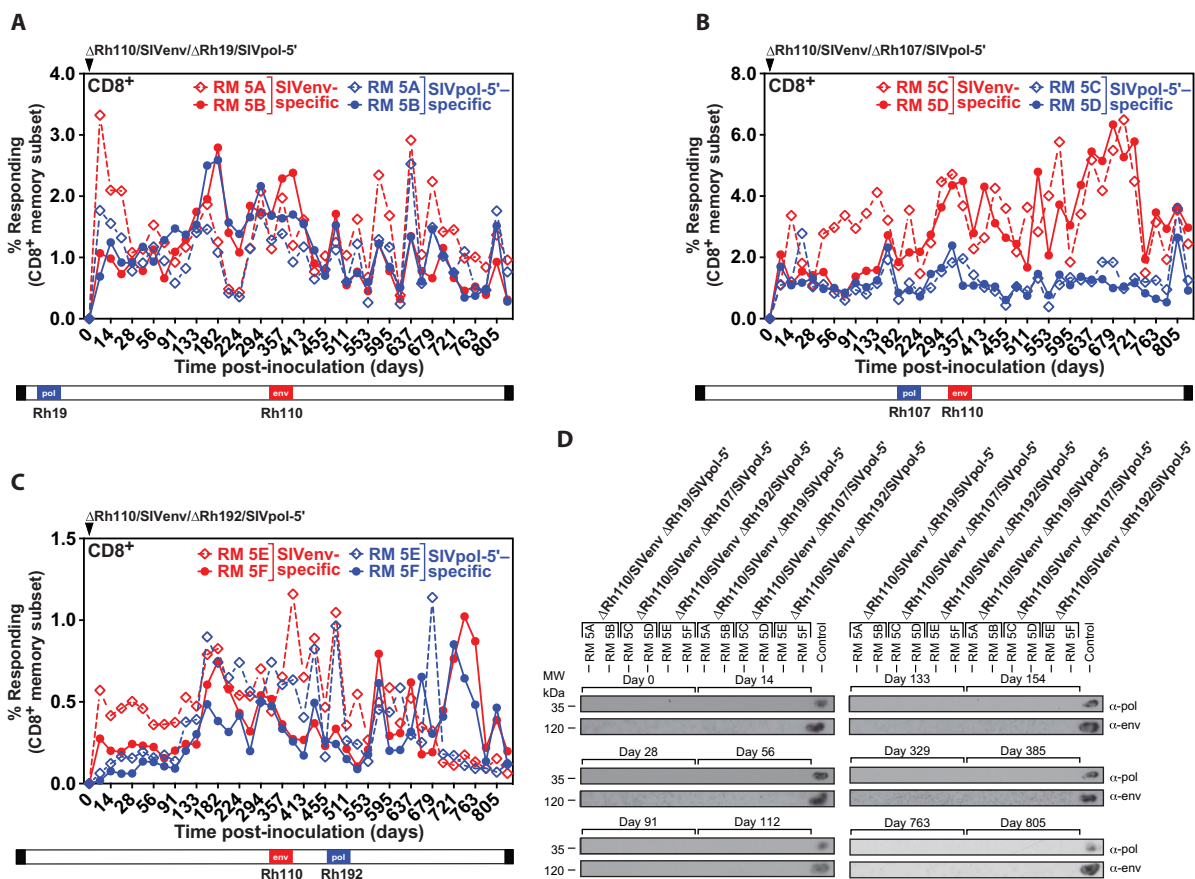 A
ΔRh110/SIVenv/ΔRh19/SIVpol-5'
CD8+
RM 5A
RM 5B
SIVenv-
specific
RM 5A
RM 5B
SIVpol-5'–
specific
% Responding
(CD8+ memory subset)
4.0
3.0
2.0
1.0
0.0
0 14 28 56 91 133 182 224 294 357 413 455 511 553 595 637 679 721 763 805
Time post-inoculation (days)
pol
env
Rh19
Rh110
B
ΔRh110/SIVenv/ΔRh107/SIVpol-5'
CD8+
RM 5C
RM 5D
SIVenv-
specific
RM 5C
RM 5D
SIVpol-5'–
specific
% Responding
(CD8+ memory subset)
8.0
6.0
4.0
2.0
0.0
0 14 28 56 91 133 182 224 294 357 413 455 511 553 595 637 679 721 763 805
Time post-inoculation (days)
pol
env
Rh107
Rh110
C
ΔRh110/SIVenv/ΔRh192/SIVpol-5'
CD8+
RM 5E
RM 5F
SIVenv-
specific
RM 5E
RM 5F
SIVpol-5'–
specific
% Responding
(CD8+ memory subset)
1.5
1.0
0.5
0.0
0 14 28 56 91 133 182 224 294 357 413 455 511 553 595 637 679 721 763 805
Time post-inoculation (days)
env
pol
Rh110
Rh192
D
ΔRh110/SIVenv ΔRh19/SIVpol-5'
ΔRh110/SIVenv ΔRh107/SIVpol-5'
ΔRh110/SIVenv ΔRh192/SIVpol-5'
ΔRh110/SIVenv ΔRh19/SIVpol-5'
ΔRh110/SIVenv ΔRh107/SIVpol-5'
ΔRh110/SIVenv ΔRh192/SIVpol-5'
ΔRh110/SIVenv ΔRh19/SIVpol-5'
ΔRh110/SIVenv ΔRh107/SIVpol-5'
ΔRh110/SIVenv ΔRh192/SIVpol-5'
ΔRh110/SIVenv ΔRh19/SIVpol-5'
ΔRh110/SIVenv ΔRh107/SIVpol-5'
ΔRh110/SIVenv ΔRh192/SIVpol-5'
RM 5A
RM 5B
RM 5C
RM 5D
RM 5E
RM 5F
RM 5A
RM 5B
RM 5C
RM 5D
RM 5E
RM 5F
Control
RM 5A
RM 5B
RM 5C
RM 5D
RM 5E
RM 5F
RM 5A
RM 5B
RM 5C
RM 5D
RM 5E
RM 5F
Control
MW
kDa
Day 0 Day 14 Day 133 Day 154
35 α-pol
120 α-env
Day 28 Day 56 Day 329 Day 385
35 α-pol
120 α-env
Day 91 Day 112 Day 763 Day 805
35 α-pol
120 α-env